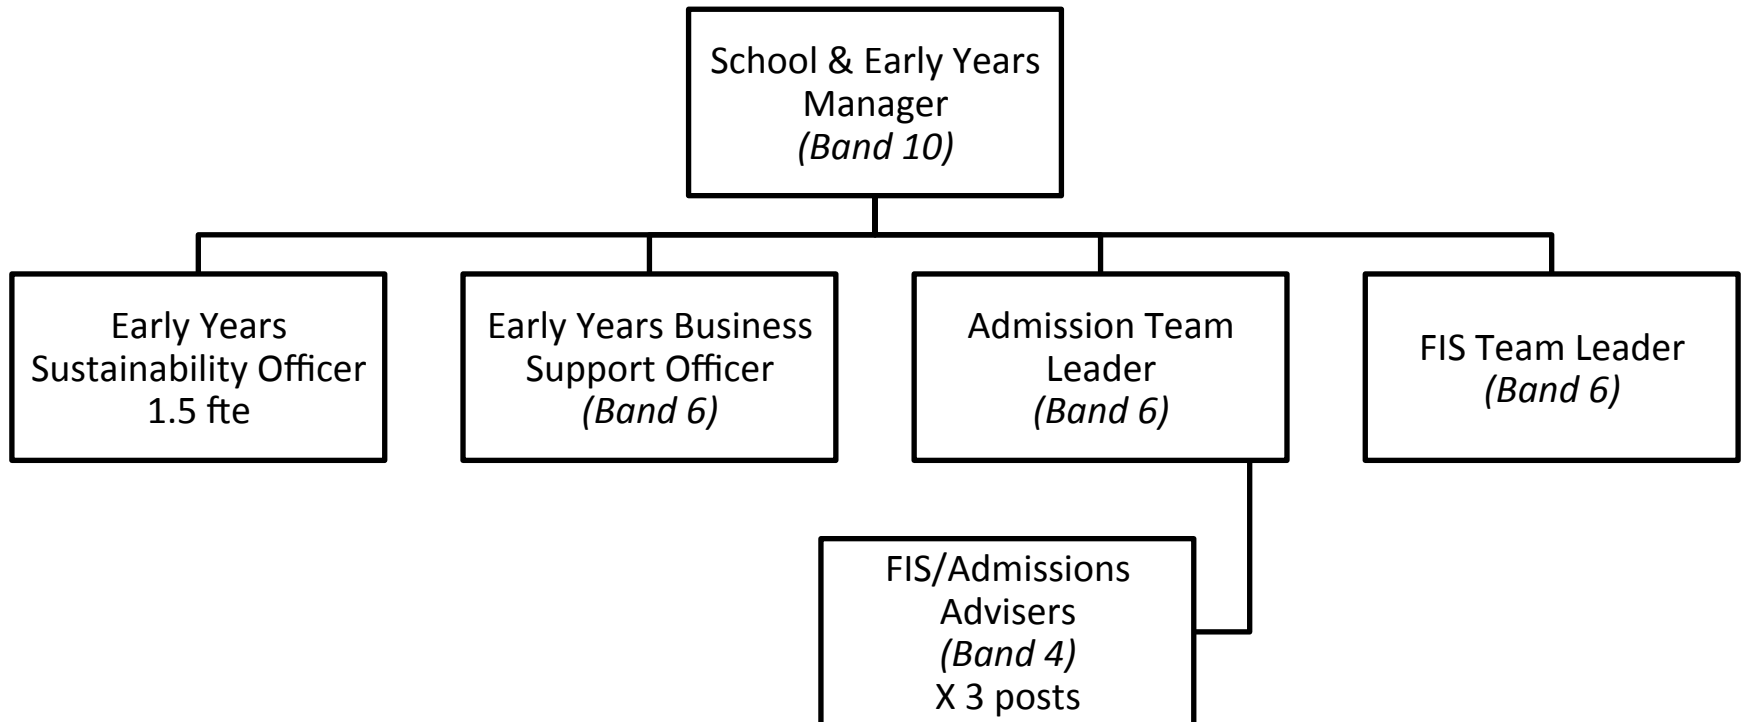 School & Early Years
Manager
(Band 10)
Early Years
Sustainability Officer
1.5 fte
Early Years Business
Support Officer
(Band 6)
Admission Team
Leader
(Band 6)
FIS Team Leader
(Band 6)
FIS/Admissions
Advisers
(Band 4)
X 3 posts